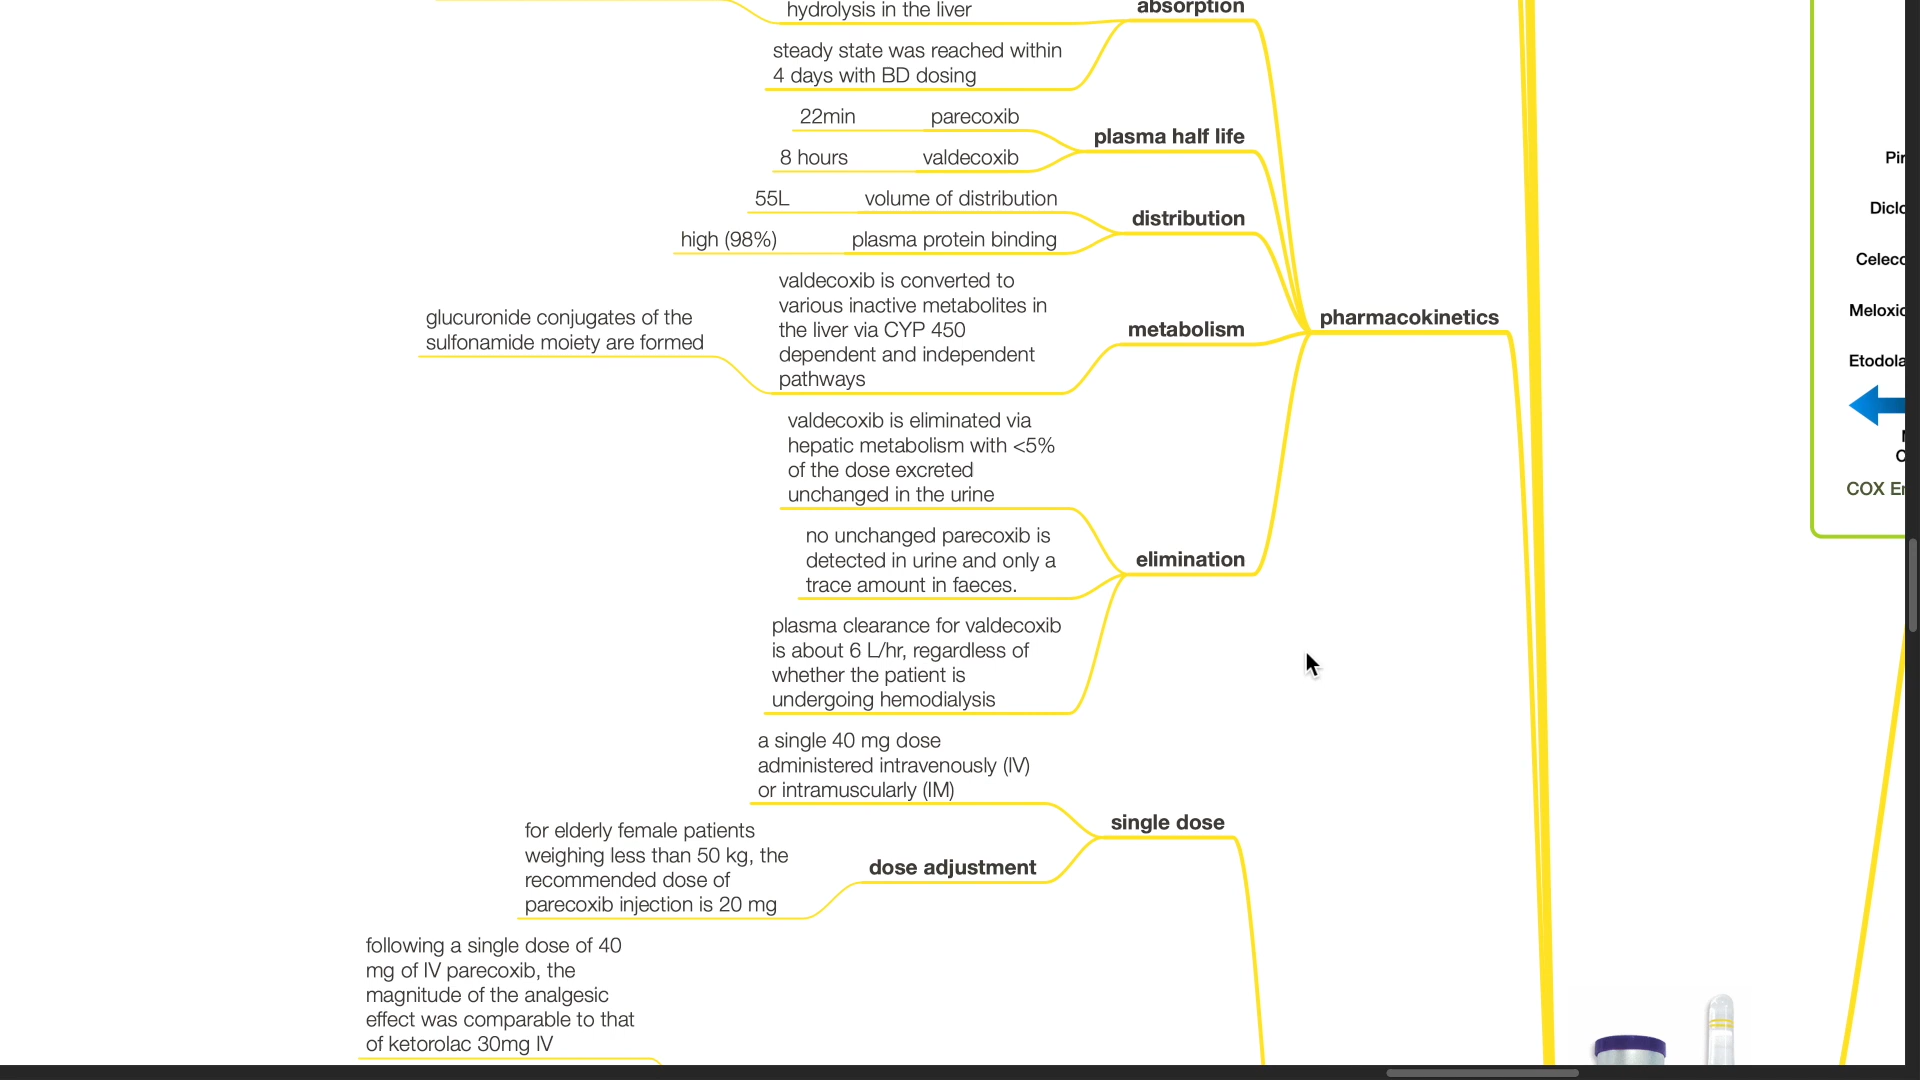 hydrolysis in the liver
absorption
steady state was reached within
4 days with BD dosing
22min
parecoxib
plasma half life
8 hours
valdecoxib
55L
volume of distribution
distribution
high (98%)
plasma protein binding
valdecoxib is converted to
various inactive metabolites in
the liver via CYP 450
dependent and independent
pathways
glucuronide conjugates of the
sulfonamide moiety are formed
metabolism
pharmacokinetics
valdecoxib is eliminated via
hepatic metabolism with <5%
of the dose excreted
unchanged in the urine
no unchanged parecoxib is
detected in urine and only a
trace amount in faeces.
elimination
plasma clearance for valdecoxib
is about 6 L/hr, regardless of
whether the patient is
undergoing hemodialysis
a single 40 mg dose
administered intravenously (IV)
or intramuscularly (IM)
single dose
for elderly female patients
weighing less than 50 kg, the
recommended dose of
parecoxib injection is 20 mg
dose adjustment
following a single dose of 40
mg of IV parecoxib, the
magnitude of the analgesic
effect was comparable to that
of ketorolac 30mg IV
COX